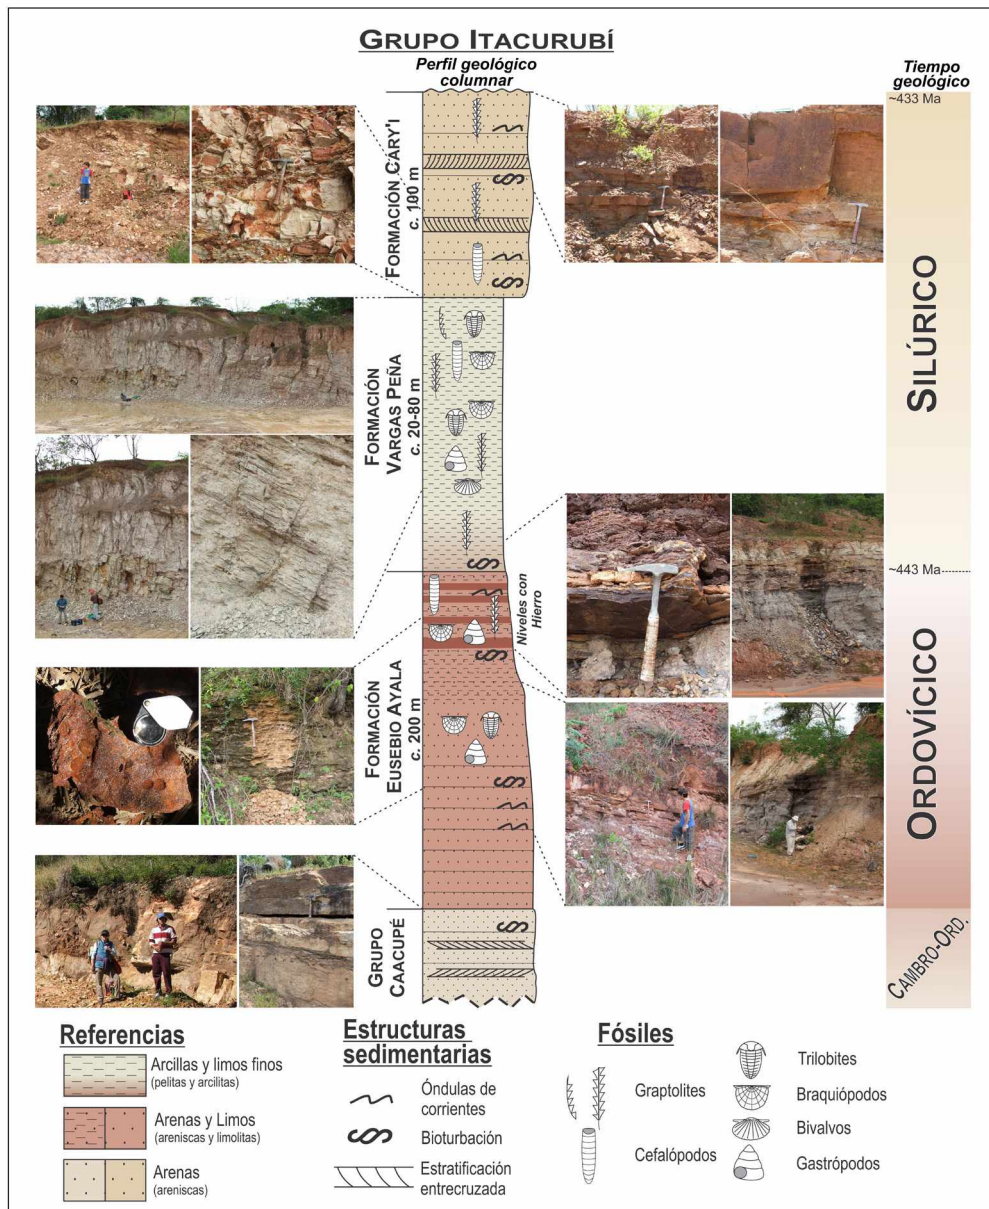 GRUPO ITACURUBÍ
Perfil geológico
columnar
Tiempo
geológico
~433 Ma
FORMACIÓN CARY'I
c. 100 m
SILÚRICO
FORMACIÓN
VARGAS PEÑA
c. 20-80 m
~443 Ma
Niveles con
Hierro
FORMACIÓN
EUSEBIO AYALA
c. 200 m
ORDOVÍCICO
GRUPO
CAACUPÉ
CAMBRO-ORD.
Referencias
Arcillas y limos finos
(pelitas y arcilitas)
Arenas y Limos
(areniscas y limolitas)
Arenas
(areniscas)
Estructuras
sedimentarias
Óndulas de
corrientes
Bioturbación
Estratificación
entrecruzada
Fósiles
Graptolites
Cefalópodos
Trilobites
Braquiópodos
Bivalvos
Gastrópodos